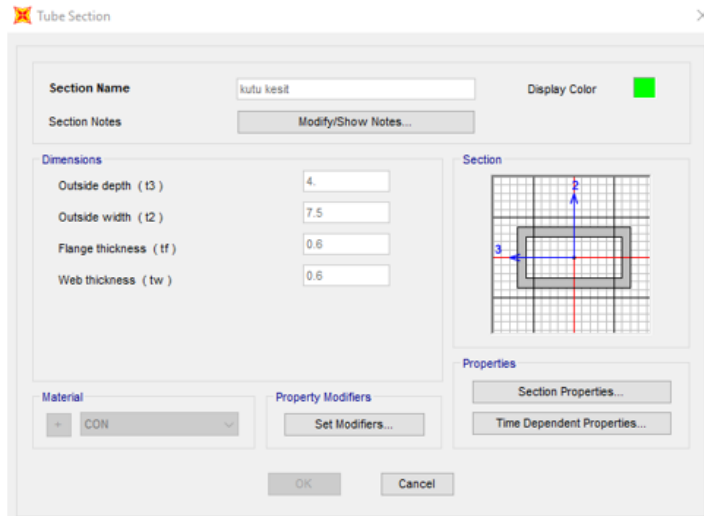 Tube Section
Section Name kutu kesit Display Color
Section Notes Modify/Show Notes...
Dimensions
Outside depth ( t3 ) 4.
Outside width ( t2 ) 7.5
Flange thickness ( tf ) 0.6
Web thickness ( tw ) 0.6
Section
2
3
Properties
Section Properties...
Time Dependent Properties...
Material
+ CON
Property Modifiers
Set Modifiers...
OK Cancel